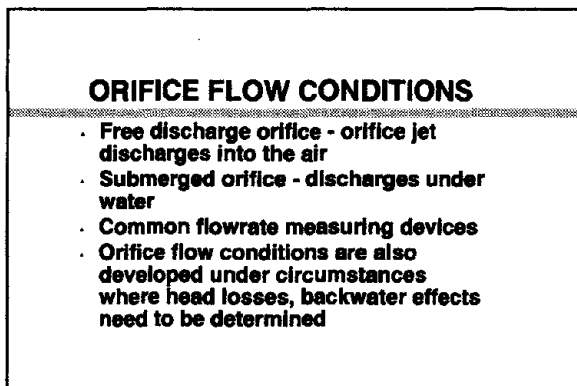 ORIFICE FLOW CONDITIONS
. Free discharge orifice - orifice jet
discharges into the air
. Submerged orifice - discharges under
water
. Common flowrate measuring devices
. Orifice flow conditions are also
developed under circumstances
where head losses, backwater effects
need to be determined